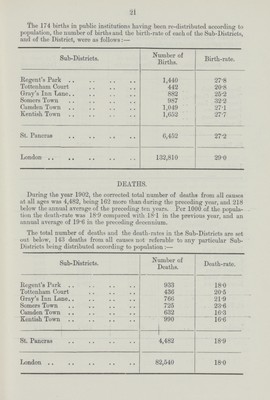 21
The 174 births in public institutions having been re-distributed according to
population, the number of births and the birth-rate of each of the Sub-Districts,
and of the District, were as follows:—
Sub-Districts. Number of Births. Birth-rate.
Regent's Park .. .. .. .. 1,440 27·8
Tottenham Court .. .. .. 442 20·8
Gray's Inn Lane.. .. .. .. 882 25·2
Somers Town .. .. .. .. 987 32·2
Camden Town .. .. .. .. 1,049 27·1
Kentish Town .. .. .. .. 1,652 27·7
St. Pancras .. .. .. .. 6,452 27·2
London .. .. .. .. .. 132,810 29·0
DEATHS.
During the year 1902, the corrected total number of deaths from all causes
at all ages was 4,482, being 162 more than during the preceding year, and 218
below the annual average of the preceding ten years. Per 1000 of the popula-
tion the death-rate was 18·9 compared with 18·1 in the previous year, and an
annual average of 19·6 in the preceding decennium.
The total number of deaths and the death-rates in the Sub-Districts are set
out below, 143 deaths from all causes not referable to any particular Sub-
Districts being distributed according to population:—
Sub-Districts. Number of Deaths. Death-rate.
Regent's Park .. .. .. .. 933 18·0
Tottenham Court .. .. .. 436 20·5
Gray's Inn Lane.. .. .. .. 766 21·9
Somers Town .. .. .. .. 725 23·6
Camden Town .. .. .. .. 632 16·3
Kentish Town .. .. .. .. 990 16·6
St. Pancras .. .. .. .. 4,482 18·9
London .. .. .. .. .. 82,540 18·0